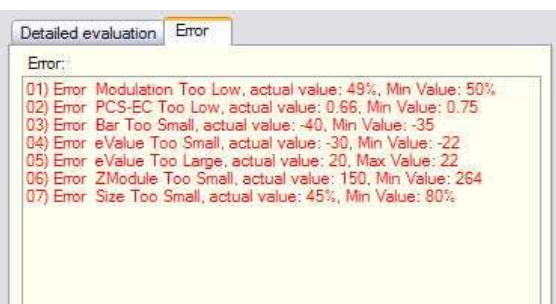 Detailed evaluation Error
Error:
01) Error Modulation Too Low, actual value: 49%, Min Value: 50%
02) Error PCS-EC Too Low, actual value: 0.66, Min Value: 0.75
03) Error Bar Too Small, actual value: -40, Min Value: -35
04) Error eValue Too Small, actual value: -30, Min Value: -22
05) Error eValue Too Large, actual value: 20, Max Value: 22
06) Error ZModule Too Small, actual value: 150, Min Value: 264
07) Error Size Too Small, actual value: 45%, Min Value: 80%